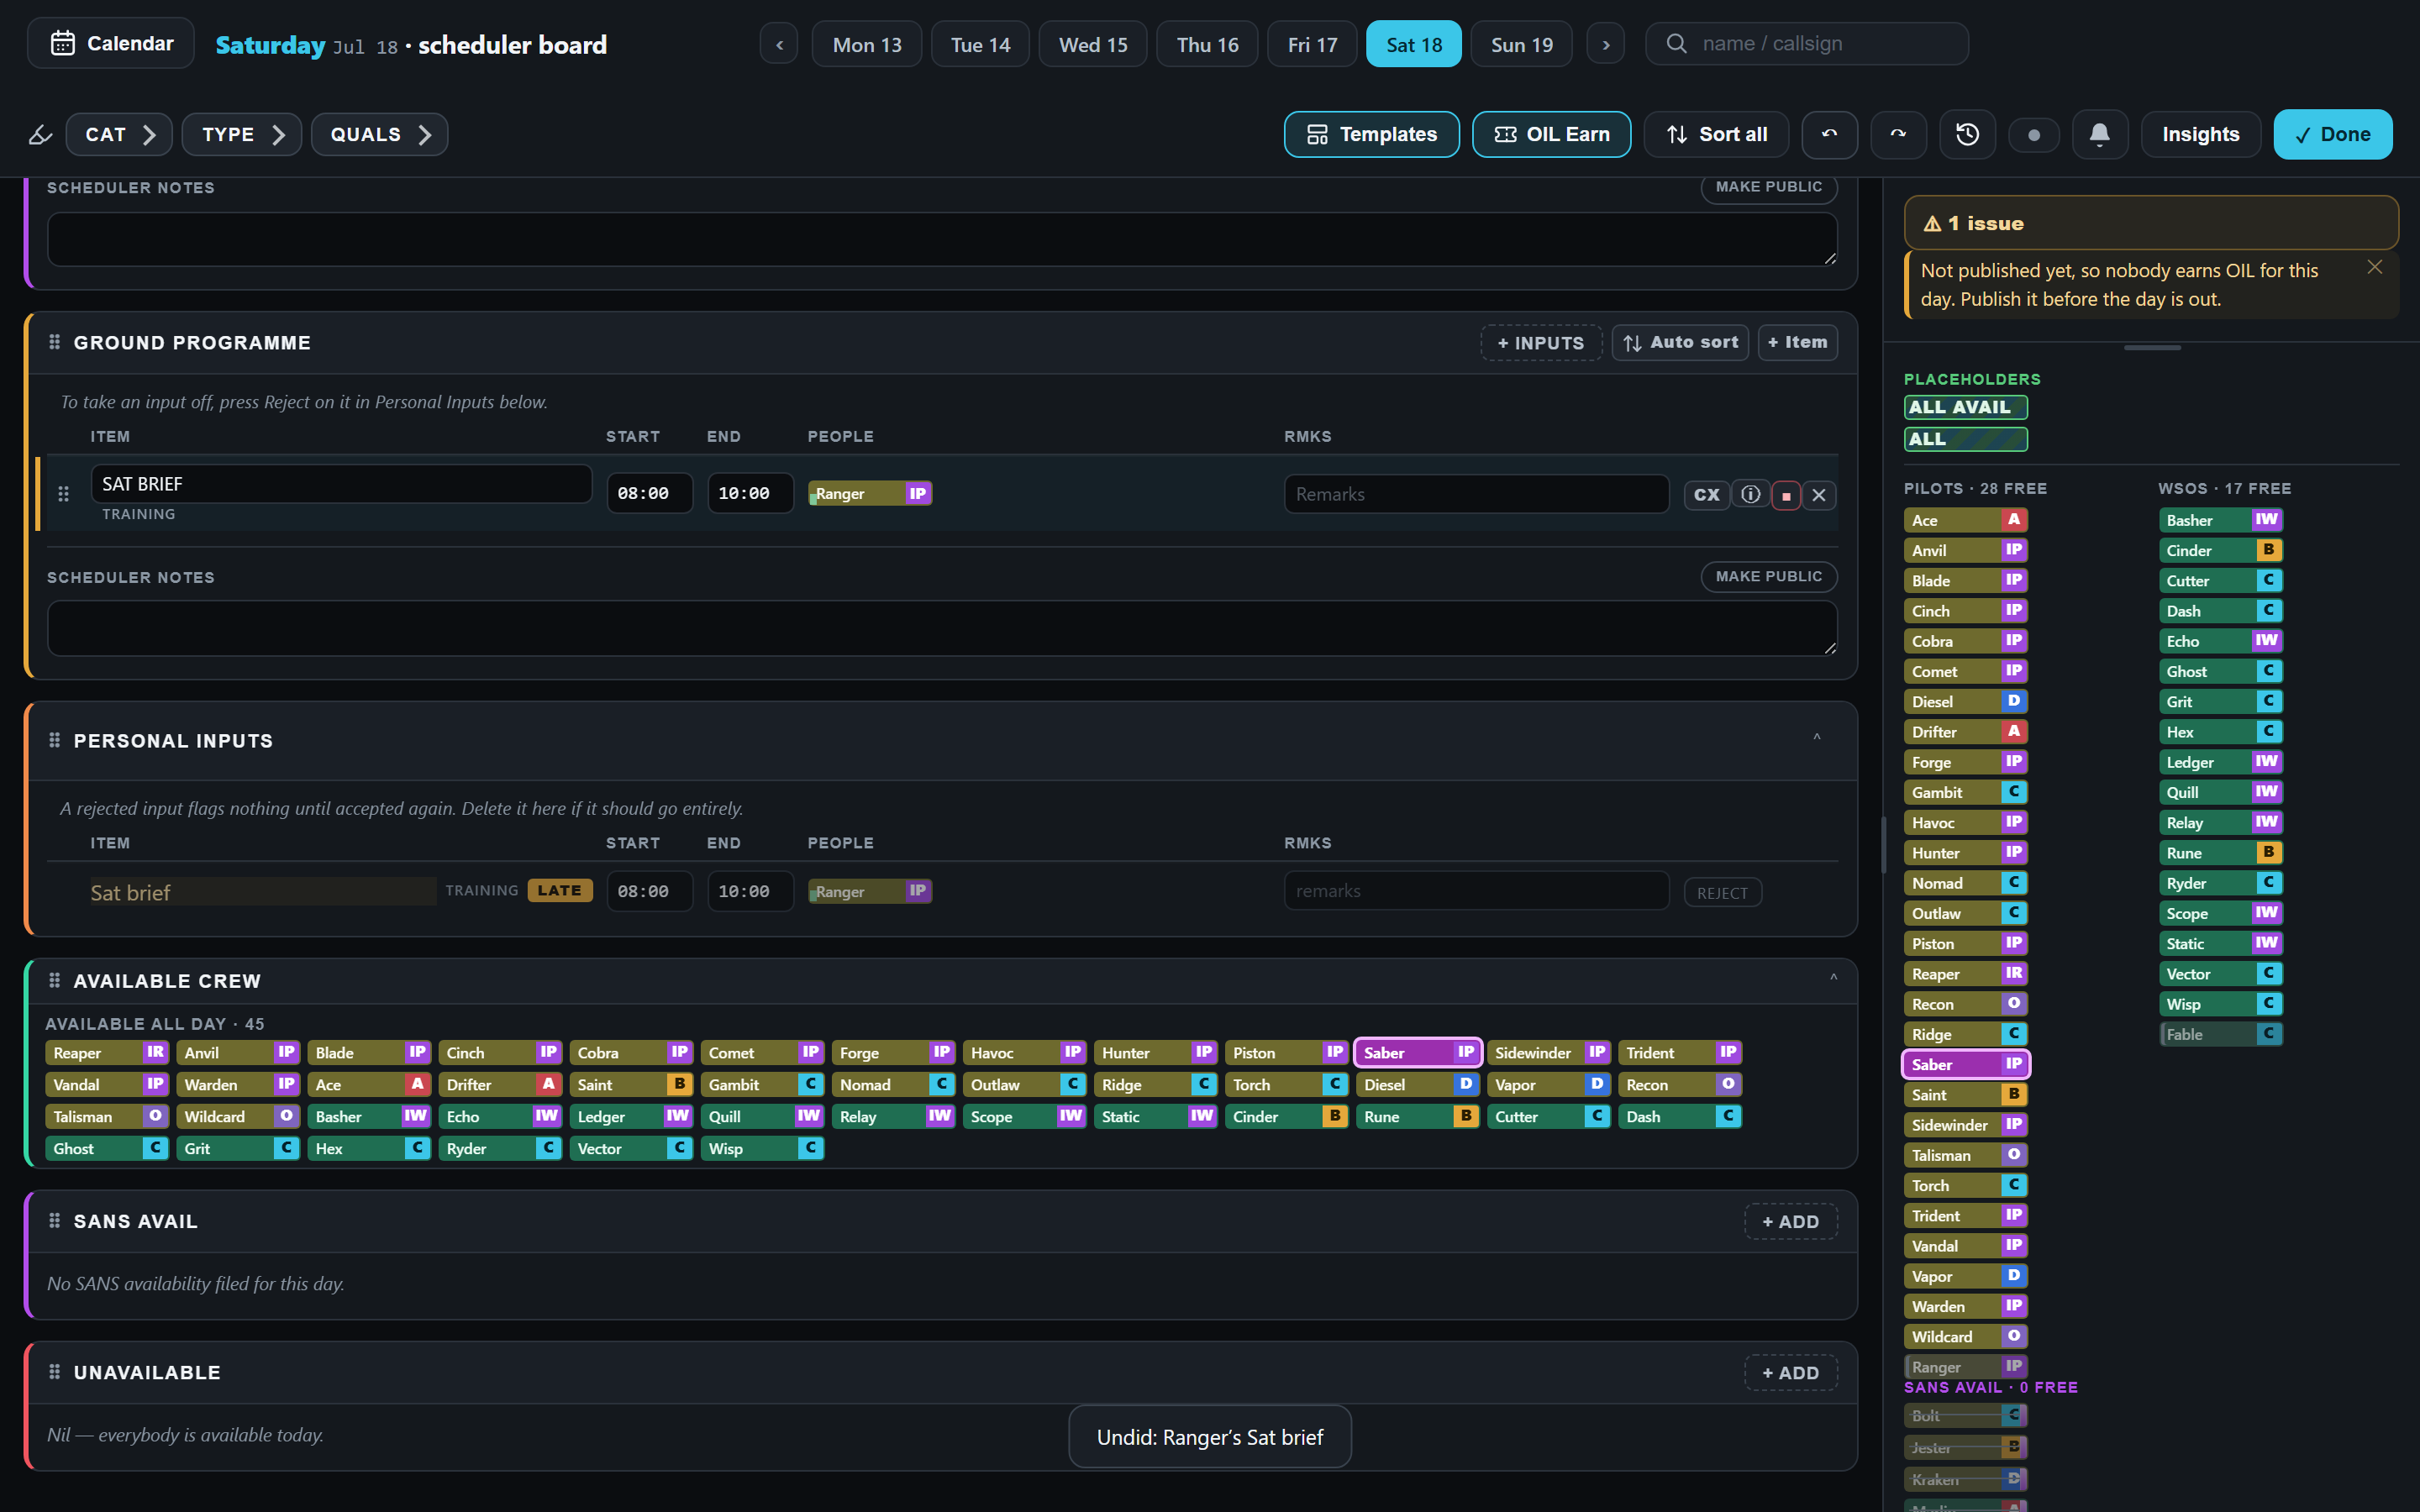 Calendar
Saturday Jul 18 · scheduler board
‹
Mon 13
Tue 14
Wed 15
Thu 16
Fri 17
Sat 18
Sun 19
›
name / callsign
CAT
TYPE
QUALS
Templates
OIL Earn
Sort all
Insights
✓ Done
SCHEDULER NOTES
MAKE PUBLIC
GROUND PROGRAMME
+ INPUTS
Auto sort
+ Item
To take an input off, press Reject on it in Personal Inputs below.
ITEM START END PEOPLE RMKS
SAT BRIEF
TRAINING
08:00
10:00
Ranger IP
Remarks
CX
SCHEDULER NOTES
MAKE PUBLIC
PERSONAL INPUTS
A rejected input flags nothing until accepted again. Delete it here if it should go entirely.
ITEM START END PEOPLE RMKS
Sat brief
TRAINING
LATE
08:00
10:00
Ranger IP
remarks
REJECT
AVAILABLE CREW
AVAILABLE ALL DAY · 45
Reaper IR Anvil IP Blade IP Cinch IP Cobra IP Comet IP Forge IP Havoc IP Hunter IP Piston IP Saber IP Sidewinder IP Trident IP
Vandal IP Warden IP Ace A Drifter A Saint B Gambit C Nomad C Outlaw C Ridge C Torch C Diesel D Vapor D Recon O
Talisman O Wildcard O Basher IW Echo IW Ledger IW Quill IW Relay IW Scope IW Static IW Cinder B Rune B Cutter C Dash C
Ghost C Grit C Hex C Ryder C Vector C Wisp C
SANS AVAIL
+ ADD
No SANS availability filed for this day.
UNAVAILABLE
+ ADD
Nil — everybody is available today.
Undid: Ranger's Sat brief
⚠ 1 issue
Not published yet, so nobody earns OIL for this
day. Publish it before the day is out.
PLACEHOLDERS
ALL AVAIL
ALL
PILOTS · 28 FREE
Ace A
Anvil IP
Blade IP
Cinch IP
Cobra IP
Comet IP
Diesel D
Drifter A
Forge IP
Gambit C
Havoc IP
Hunter IP
Nomad C
Outlaw C
Piston IP
Reaper IR
Recon O
Ridge C
Saber IP
Saint B
Sidewinder IP
Talisman O
Torch C
Trident IP
Vandal IP
Vapor D
Warden IP
Wildcard O
Ranger IP
WSOS · 17 FREE
Basher IW
Cinder B
Cutter C
Dash C
Echo IW
Ghost C
Grit C
Hex C
Ledger IW
Quill IW
Relay IW
Rune B
Ryder C
Scope IW
Static IW
Vector C
Wisp C
Fable C
SANS AVAIL · 0 FREE
Bolt C
Jester B
Kraken D